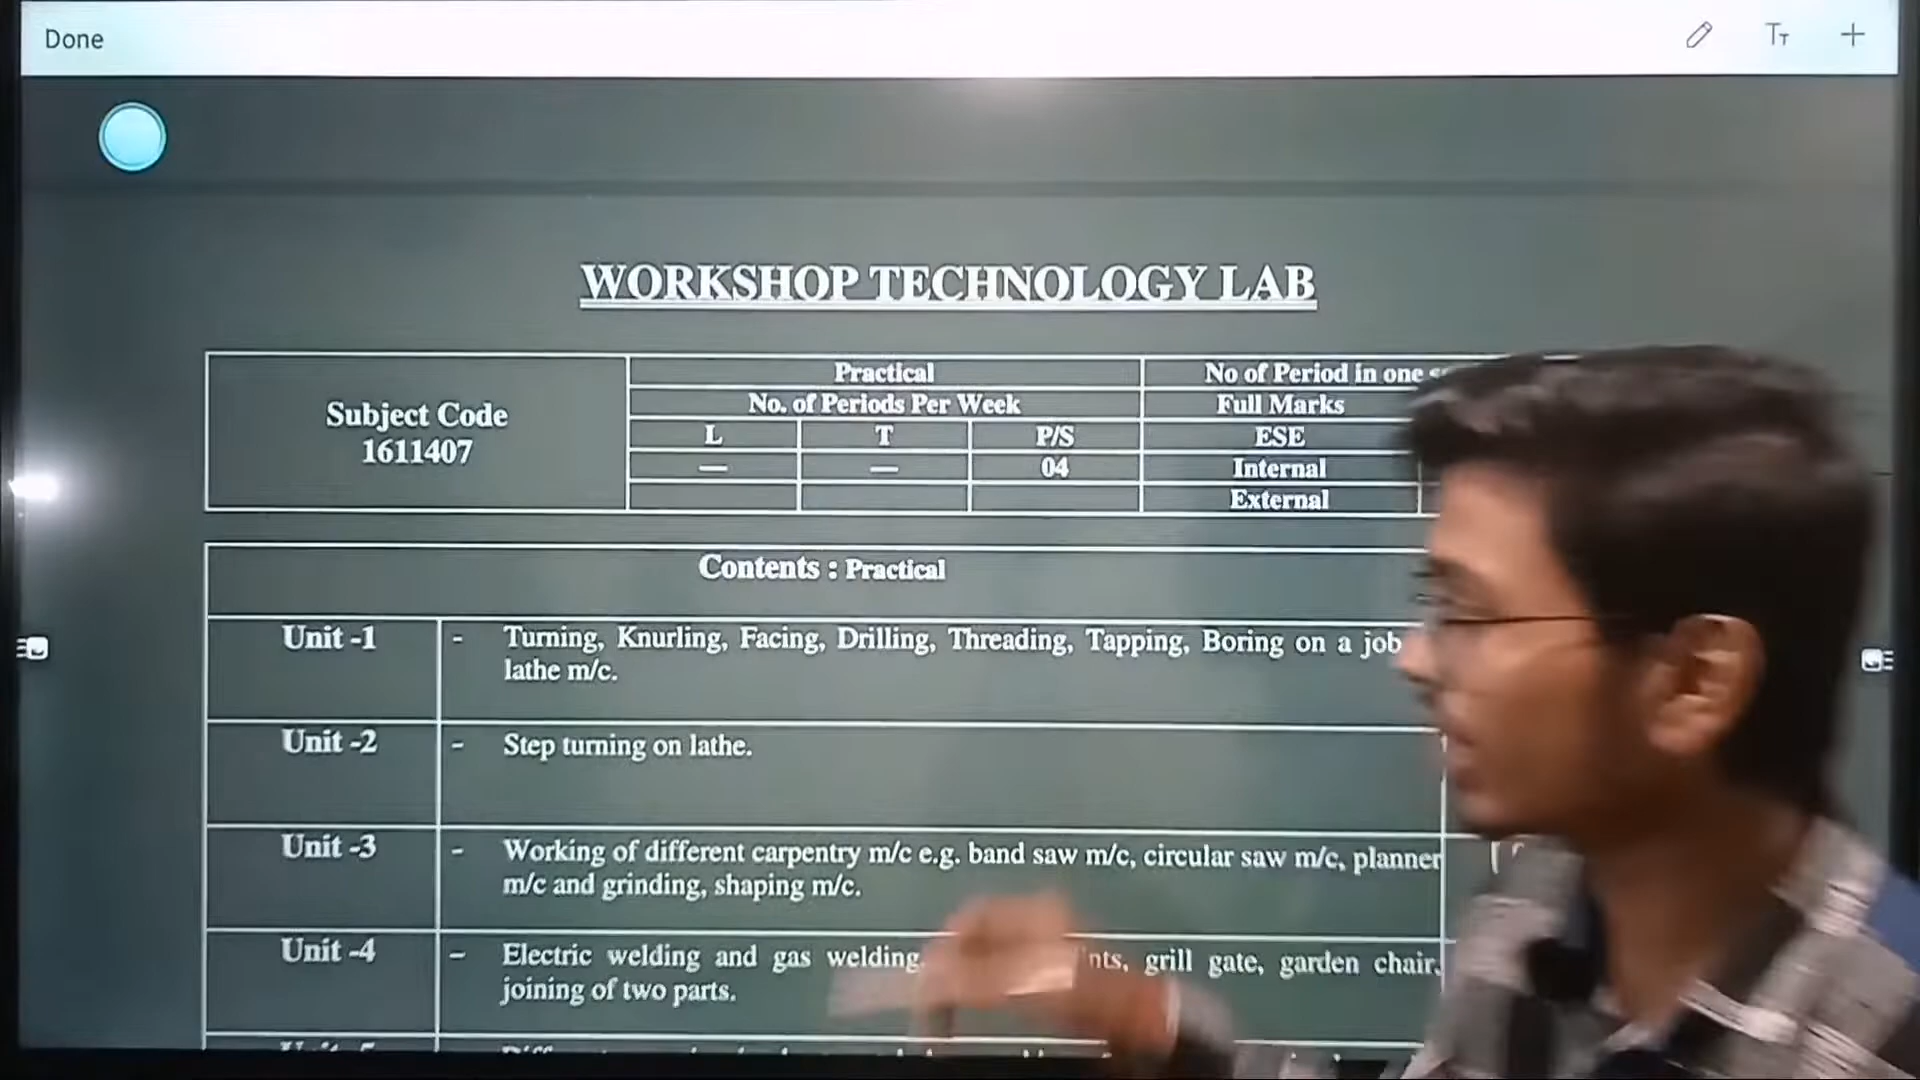 Done
WORKSHOP TECHNOLOGY LAB
Subject Code
1611407
Practical
No. of Periods Per Week
L T P/S
— — 04
No of Period in one
Full Marks
ESE
Internal
External
Contents : Practical
Unit -1 - Turning, Knurling, Facing, Drilling, Threading, Tapping, Boring on a job
lathe m/c.
Unit -2 - Step turning on lathe.
Unit -3 - Working of different carpentry m/c e.g. band saw m/c, circular saw m/c, planner
m/c and grinding, shaping m/c.
Unit -4 - Electric welding and gas welding, grill gate, garden chair,
joining of two parts.